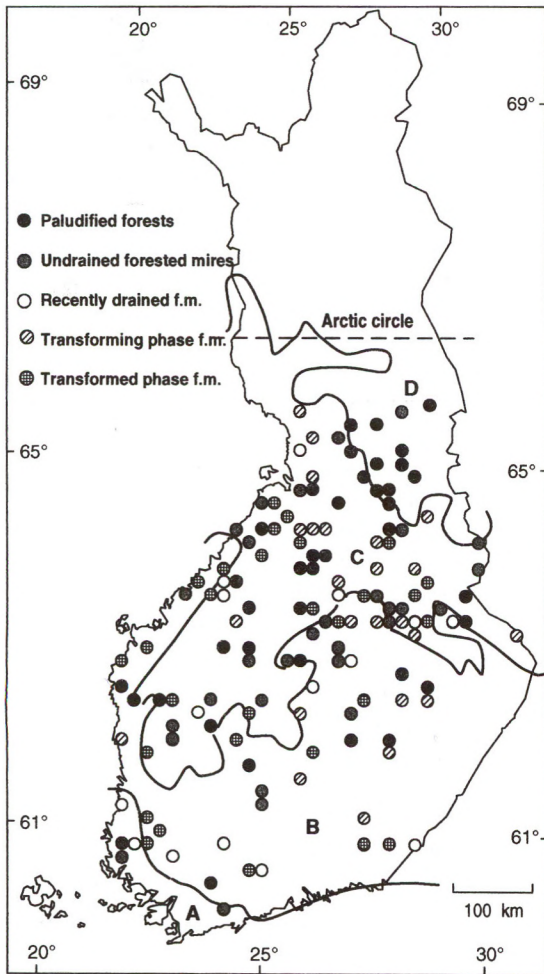 20° 25° 30°
69° 69°
Paludified forests
Undrained forested mires
Recently drained f.m.
Arctic circle
Transforming phase f.m.
Transformed phase f.m.
D
65° 65°
C
61° 61°
B
A
100 km
20° 25° 30°